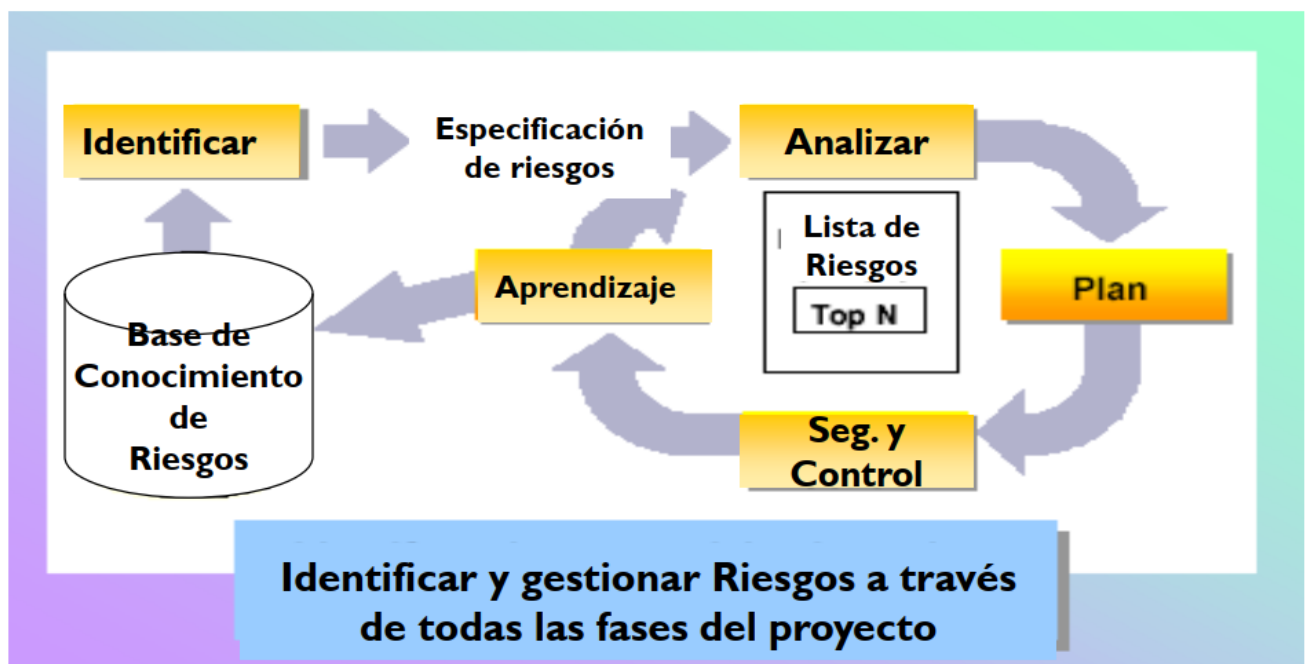 Identificar
Especificación
de riesgos
Analizar
Lista de
Riesgos
Top N
Aprendizaje
Plan
Base de
Conocimiento
de
Riesgos
Seg. y
Control
Identificar y gestionar Riesgos a través
de todas las fases del proyecto